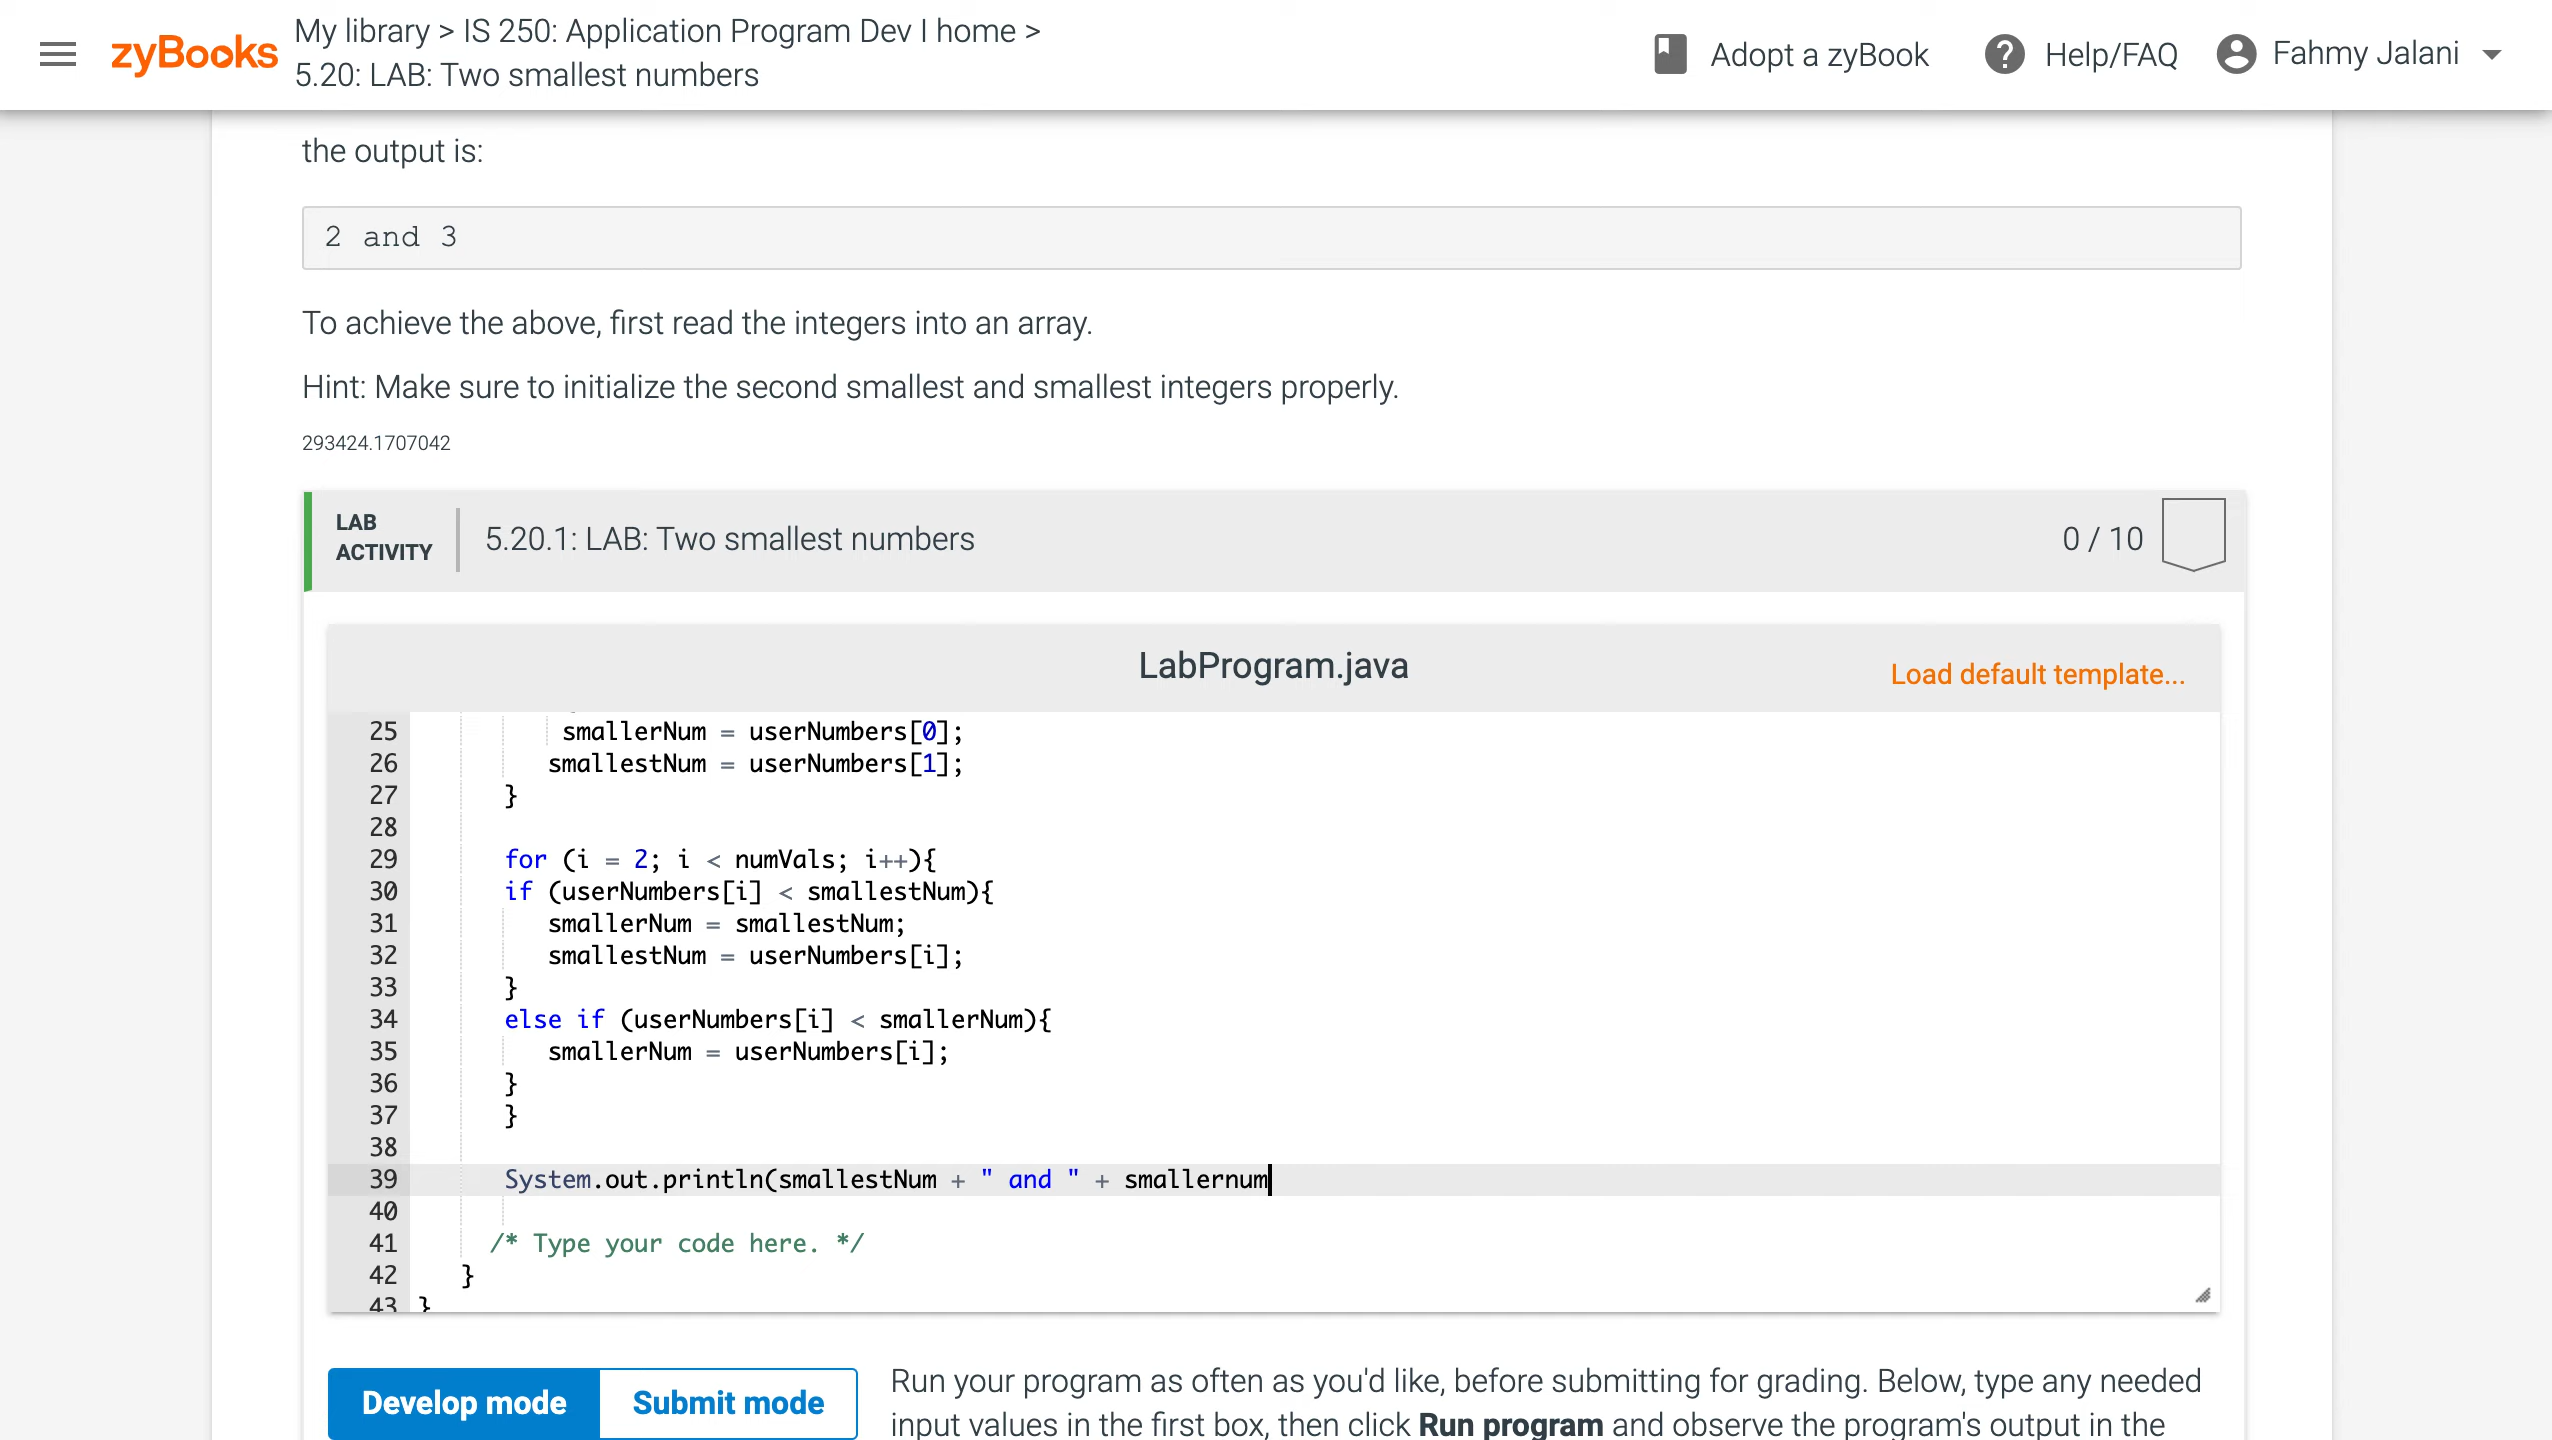 zyBooks
My library > IS 250: Application Program Dev I home >
5.20: LAB: Two smallest numbers
Adopt a zyBook
Help/FAQ
Fahmy Jalani
the output is:
2 and 3
To achieve the above, first read the integers into an array.
Hint: Make sure to initialize the second smallest and smallest integers properly.
293424.1707042
LAB
ACTIVITY
5.20.1: LAB: Two smallest numbers
0 / 10
LabProgram.java
Load default template...
25 smallerNum = userNumbers[0];
26 smallestNum = userNumbers[1];
27 }
28
29 for (i = 2; i < numVals; i++){
30 if (userNumbers[i] < smallestNum){
31 smallerNum = smallestNum;
32 smallestNum = userNumbers[i];
33 }
34 else if (userNumbers[i] < smallerNum){
35 smallerNum = userNumbers[i];
36 }
37 }
38
39 System.out.println(smallestNum + " and " + smallernum
40
41 /* Type your code here. */
42 }
43 }
Develop mode
Submit mode
Run your program as often as you'd like, before submitting for grading. Below, type any needed
input values in the first box, then click Run program and observe the program's output in the